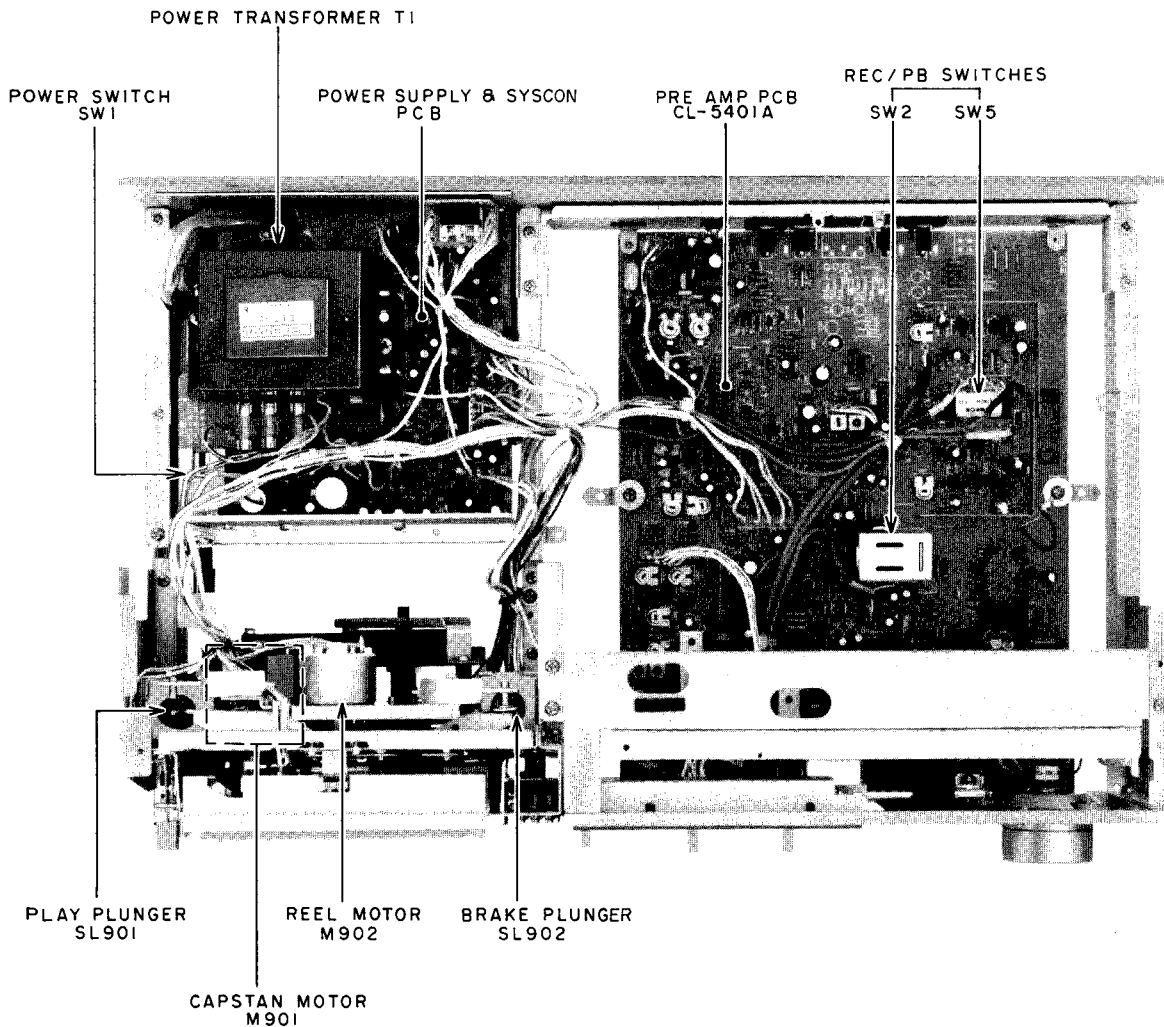 POWER TRANSFORMER T1
POWER SWITCH
SW1
POWER SUPPLY & SYSCON
PCB
PRE AMP PCB
CL-5401A
REC/PB SWITCHES
SW2
SW5
PLAY PLUNGER
SL901
REEL MOTOR
M902
BRAKE PLUNGER
SL902
CAPSTAN MOTOR
M901